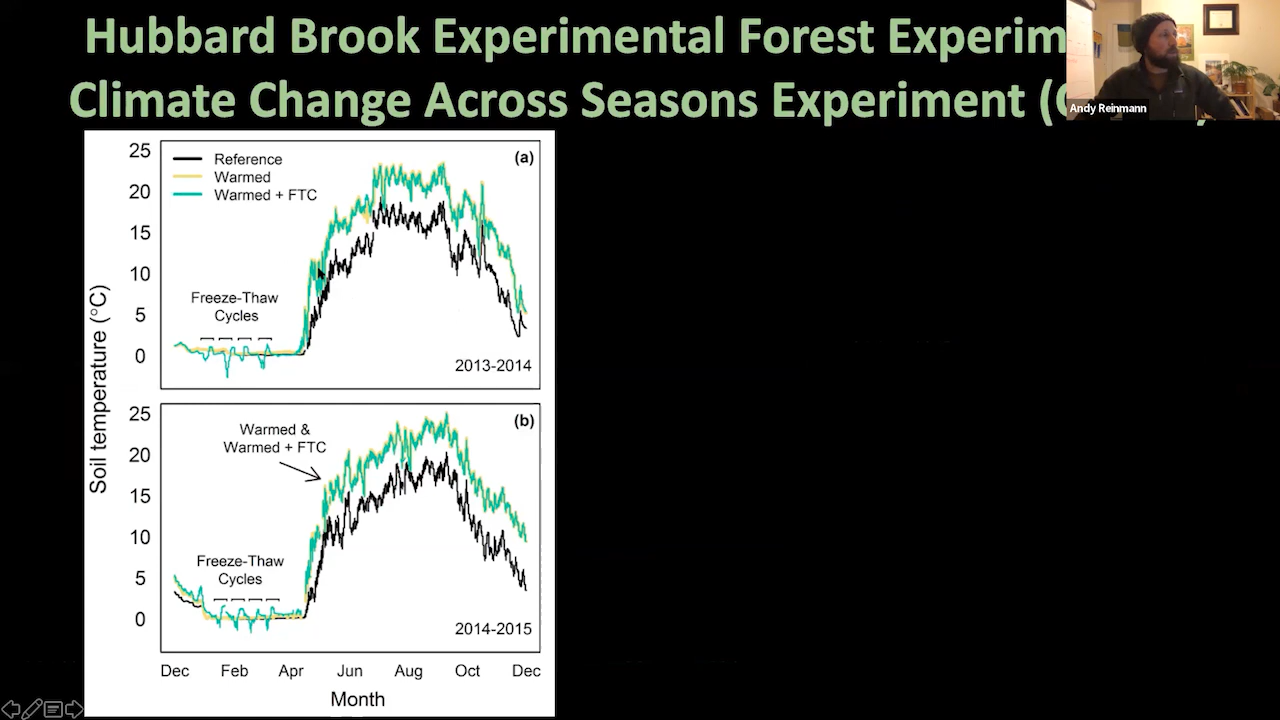 Hubbard Brook Experimental Forest Experim
Climate Change Across Seasons Experiment (
Andy Reinmann
25
20
15
10
5
0
Reference
Warmed
Warmed + FTC
(a)
Freeze-Thaw
Cycles
2013-2014
Soil temperature (°C)
25
20
15
10
5
0
(b)
Warmed &
Warmed + FTC
Freeze-Thaw
Cycles
2014-2015
Dec Feb Apr Jun Aug Oct Dec
Month